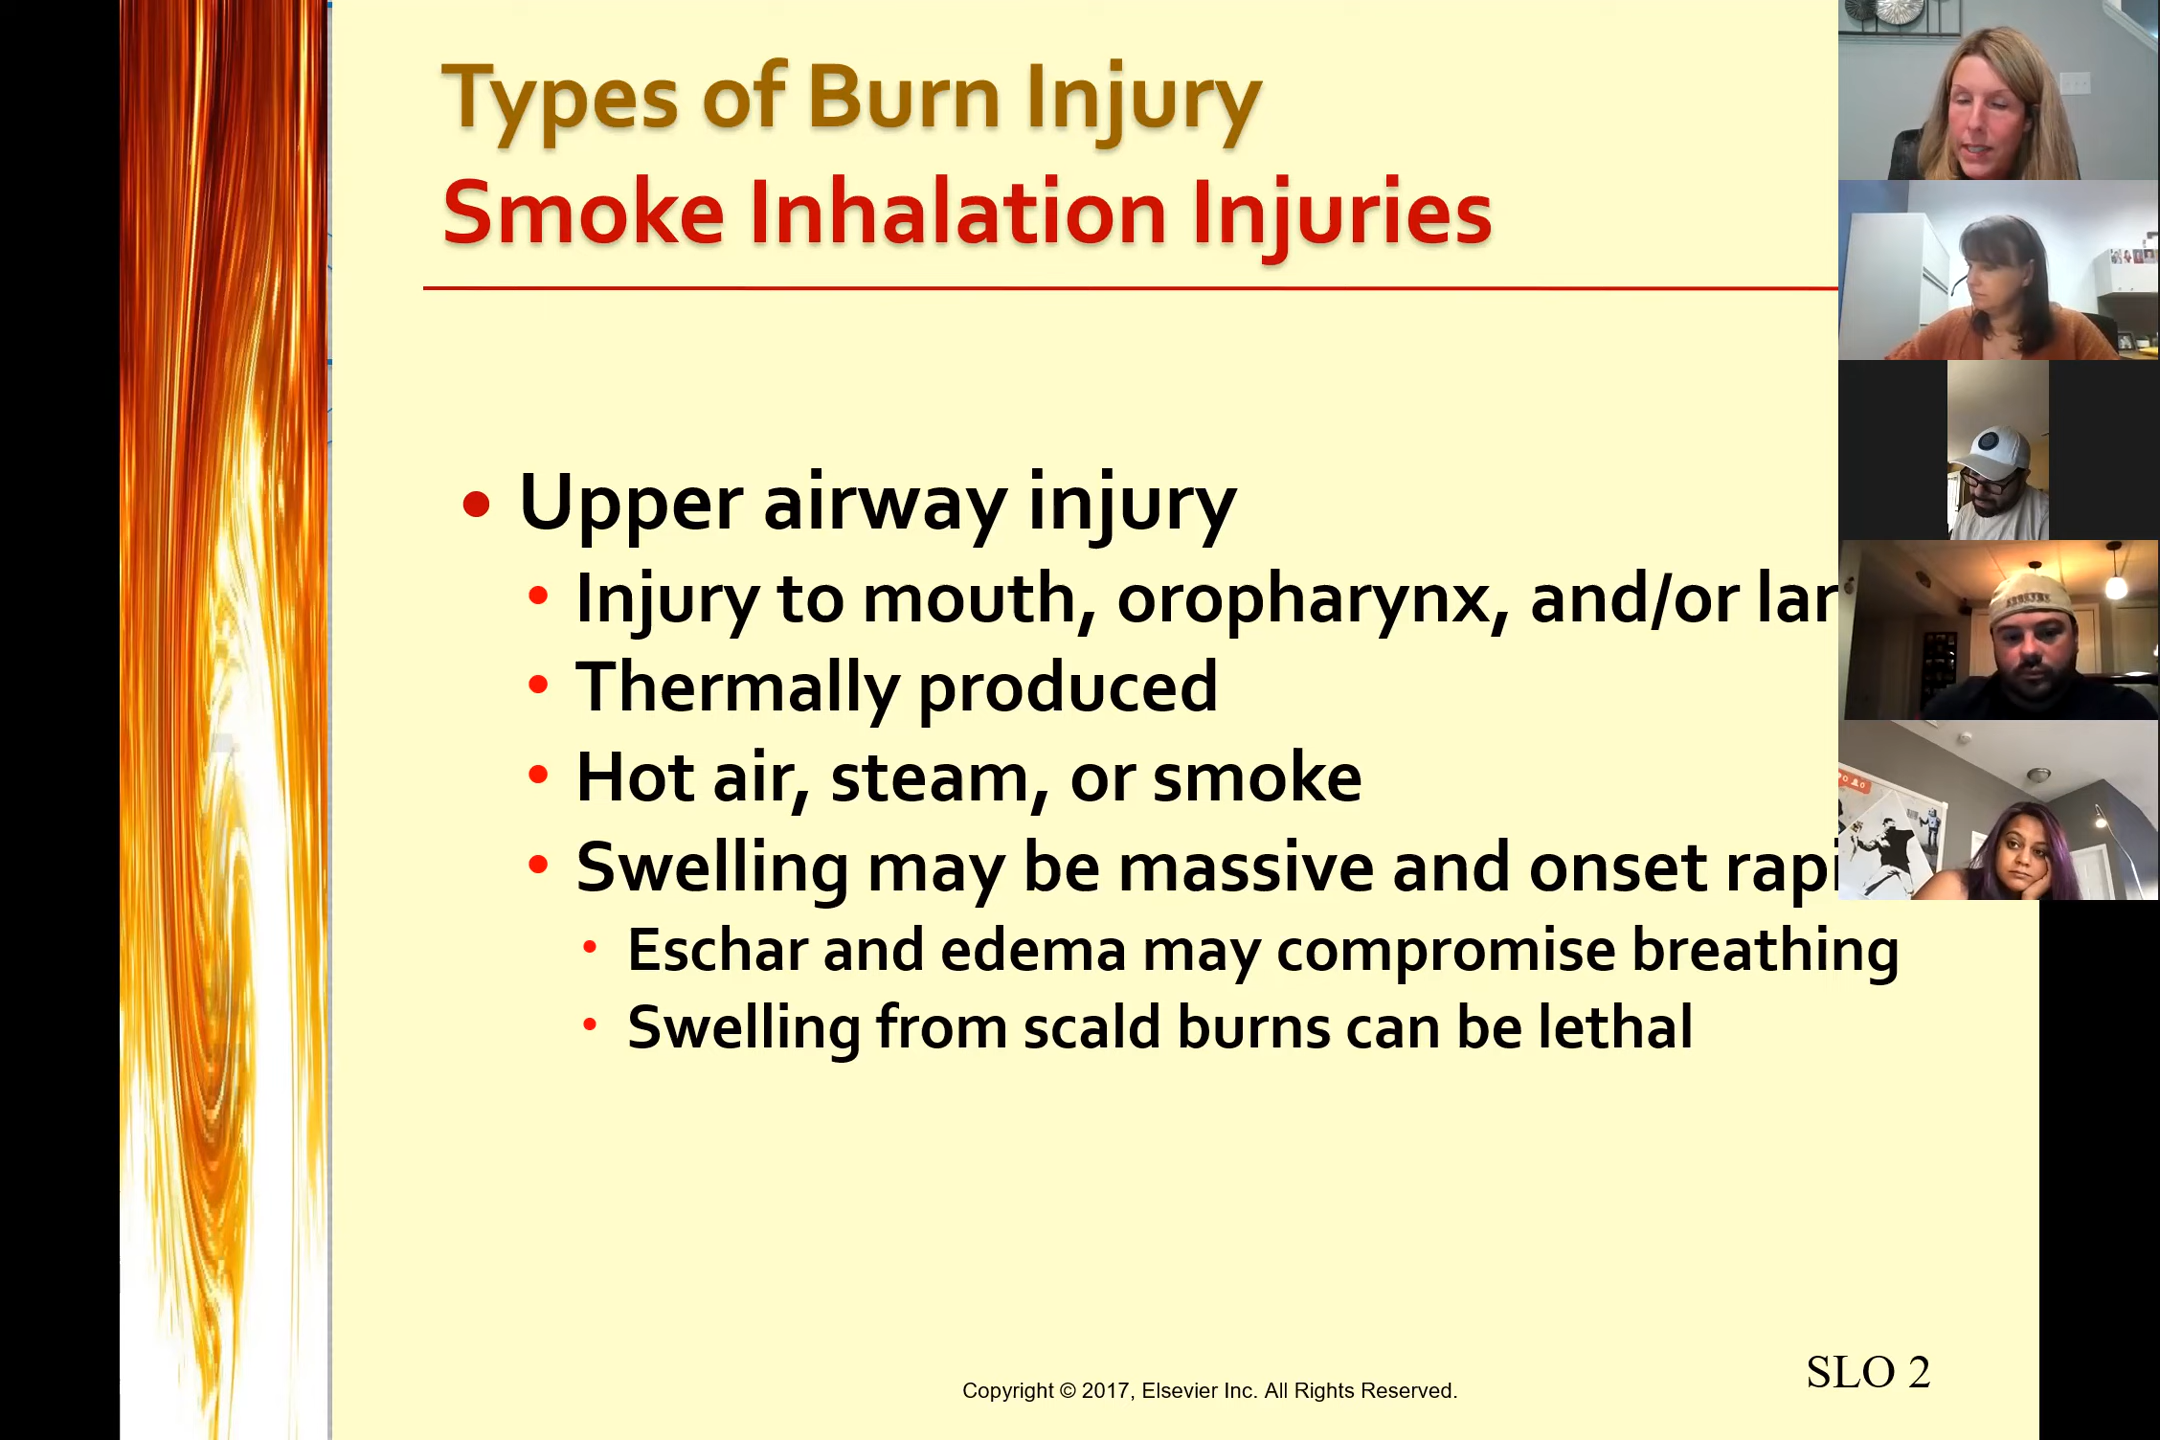 Types of Burn Injury
Smoke Inhalation Injuries
• Upper airway injury
• Injury to mouth, oropharynx, and/or lar
• Thermally produced
• Hot air, steam, or smoke
• Swelling may be massive and onset rapi
• Eschar and edema may compromise breathing
• Swelling from scald burns can be lethal
Copyright © 2017, Elsevier Inc. All Rights Reserved.
SLO 2